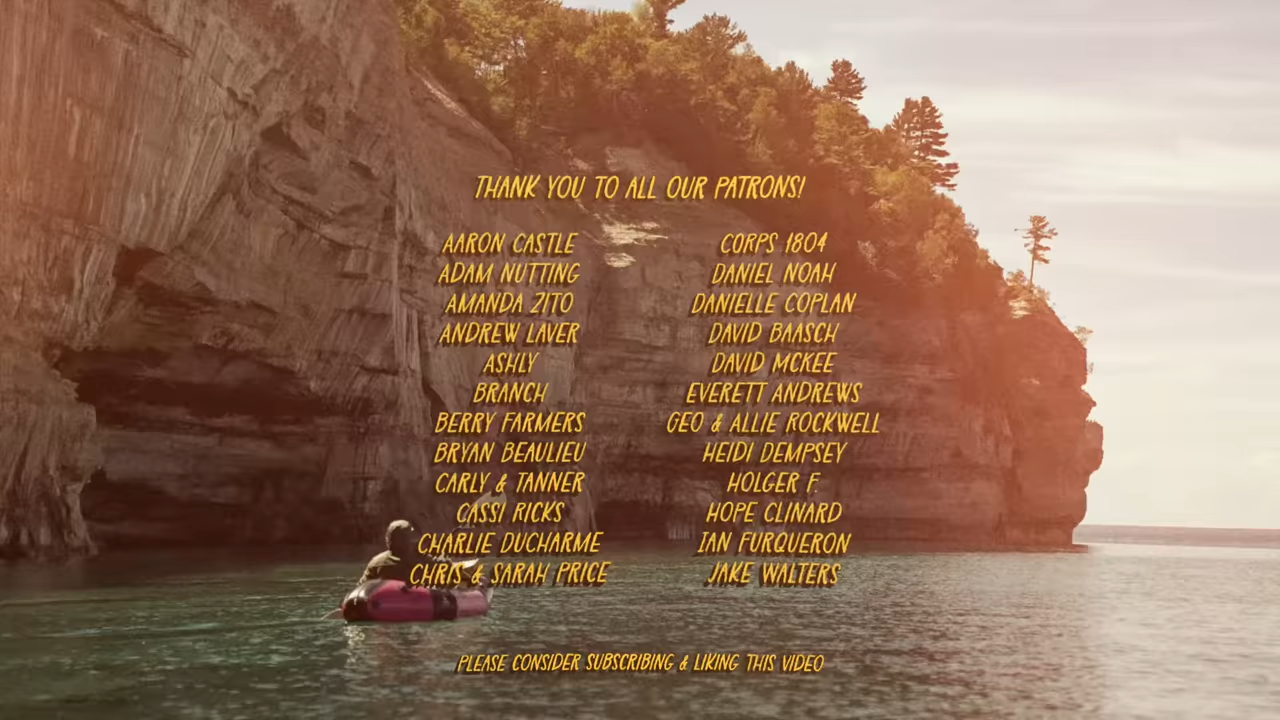 THANK YOU TO ALL OUR PATRONS!
AARON CASTLE
ADAM NUTTING
AMANDA ZITO
ANDREW LAVER
ASHLY
BRANCH
BERRY FARMERS
BRYAN BEAULIEU
CARLY & TANNER
CASSI RICKS
CHARLIE DUCHARME
CHRIS & SARAH PRICE
CORPS 1804
DANIEL NOAH
DANIELLE COPLAN
DAVID BAASCH
DAVID MCKEE
EVERETT ANDREWS
GEO & ALLIE ROCKWELL
HEIDI DEMPSEY
HOLGER F.
HOPE CLINARD
IAN FURQUERON
JAKE WALTERS
PLEASE CONSIDER SUBSCRIBING & LIKING THIS VIDEO